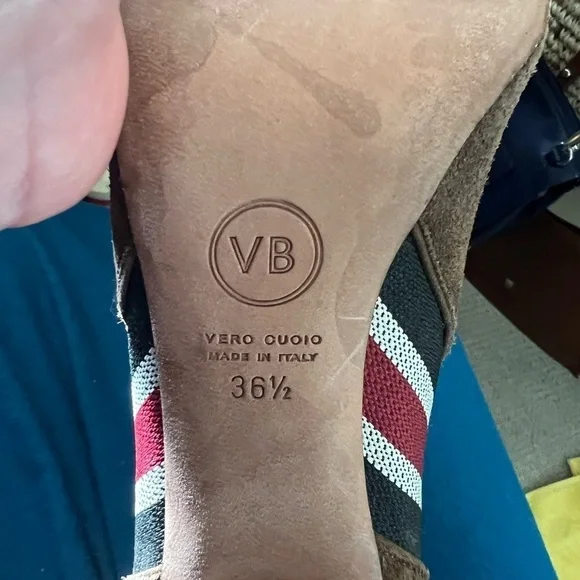 VB
VERO CUOIO
MADE IN ITALY
36½